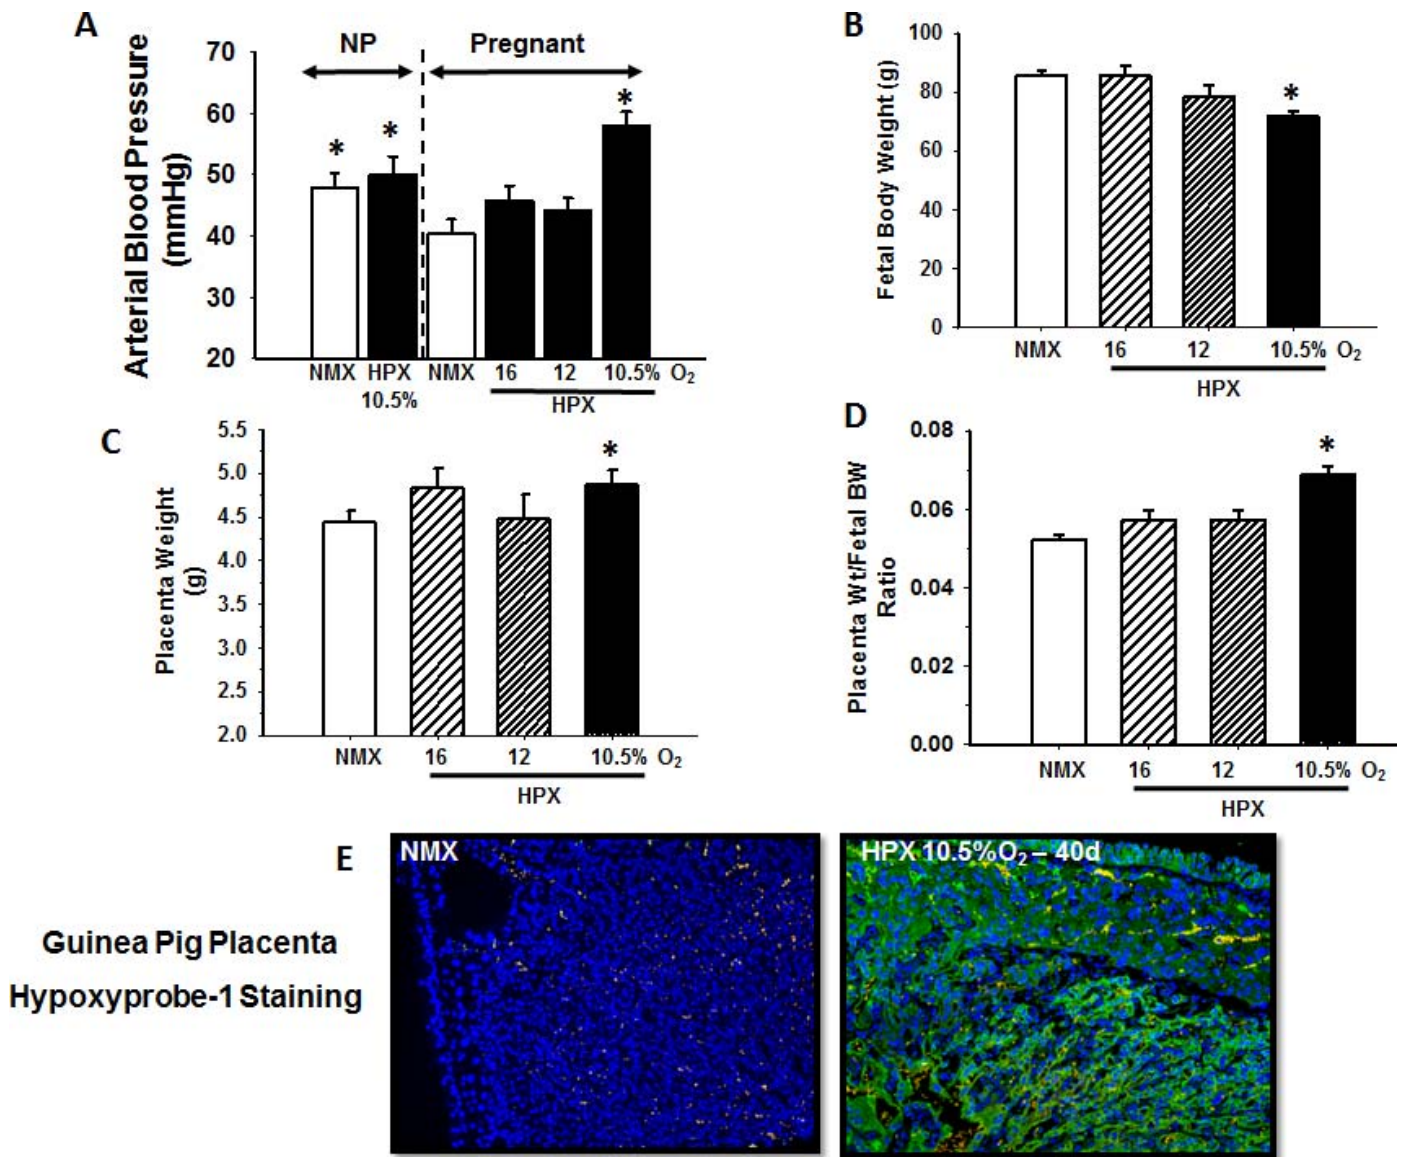 A
NP
Pregnant
Arterial Blood Pressure
(mmHg)
70
60
50
40
30
20
*
*
*
NMX
HPX
10.5%
NMX
16
12
10.5% O₂
HPX
B
Fetal Body Weight (g)
100
80
60
40
20
0
*
NMX
16
12
10.5% O₂
HPX
C
Placenta Weight
(g)
5.5
5.0
4.5
4.0
3.5
3.0
2.5
2.0
*
NMX
16
12
10.5% O₂
HPX
D
Placenta Wt/Fetal BW
Ratio
0.08
0.06
0.04
0.02
0.00
*
NMX
16
12
10.5% O₂
HPX
E
Guinea Pig Placenta
Hypoxyprobe-1 Staining
NMX
HPX 10.5%O₂ – 40d